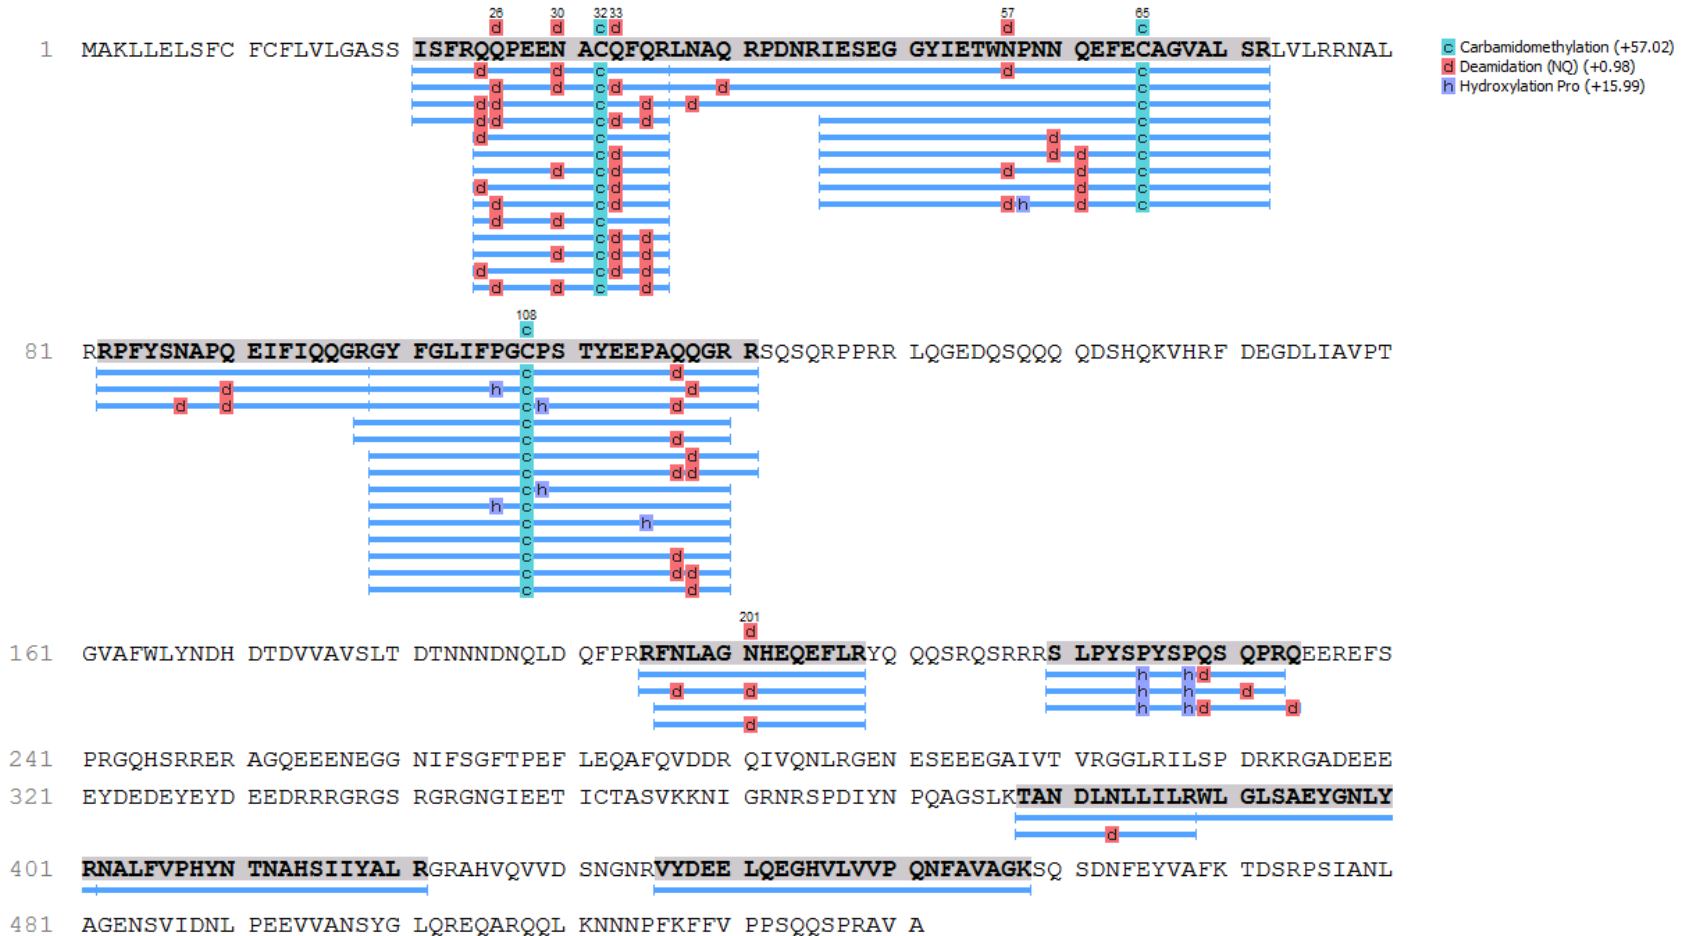 26 30 32 33 57 65
d d c d d c
1 MAKLLELSFC FCFLVLGASS ISFRQQPEEN ACQFQRLNAQ RPDNRIESEG GYIETWNPNN QEFECAGVAL SRLVLRRNAL
c Carbamidomethylation (+57.02)
d Deamidation (NQ) (+0.98)
h Hydroxylation Pro (+15.99)
d d c d c
d d c d d c
d d c d d c
d d c d d c
d c d c
c d d d c
d c d d d c
d c d d c
d c d d h d c
d d c
c d d
d c d d
d c d d
d d c d
108
c
81 RRPFYSNAPQ EIFIQQGRGY FGLIFPGCPS TYEEPAQQGR RSQSQRPPRR LQGEDQSQQQ QDSHQKVHRF DEGDLIAVPT
c d
d h c d
d d c h d
c
c d
c d
c d d
c h
h c
c h
c
c d
c d d
c d
201
d
161 GVAFWLYNDH DTDVVAVSLT DTNNNDNQLD QFPRRFNLAG NHEQEFLRYQ QQSRQSRRRS LPYSPYSPQS QPRQEEREFS
h h d
d d h h d
h h d d
d
241 PRGQHSRRER AGQEEENEGG NIFSGFTPEF LEQAFQVDDR QIVQNLRGEN ESEEEGAIVT VRGGLRILSP DRKRGADEEE
321 EYDEDEYEYD EEDRRRGRGS RGRGNGIEET ICTASVKKNI GRNRSPDIYN PQAGSLKTAN DLNLLILRWL GLSAEYGNLY
d
401 RNALFVPHYN TNAHSIIYAL RGRAHVQVVD SNGNRVYDEE LQEGHVLVVP QNFAVAGKSQ SDNFEYVAFK TDSRPSIANL
481 AGENSVIDNL PEEVVANSYG LQREQARQQL KNNNPFKFFV PPSQQSPRAV A